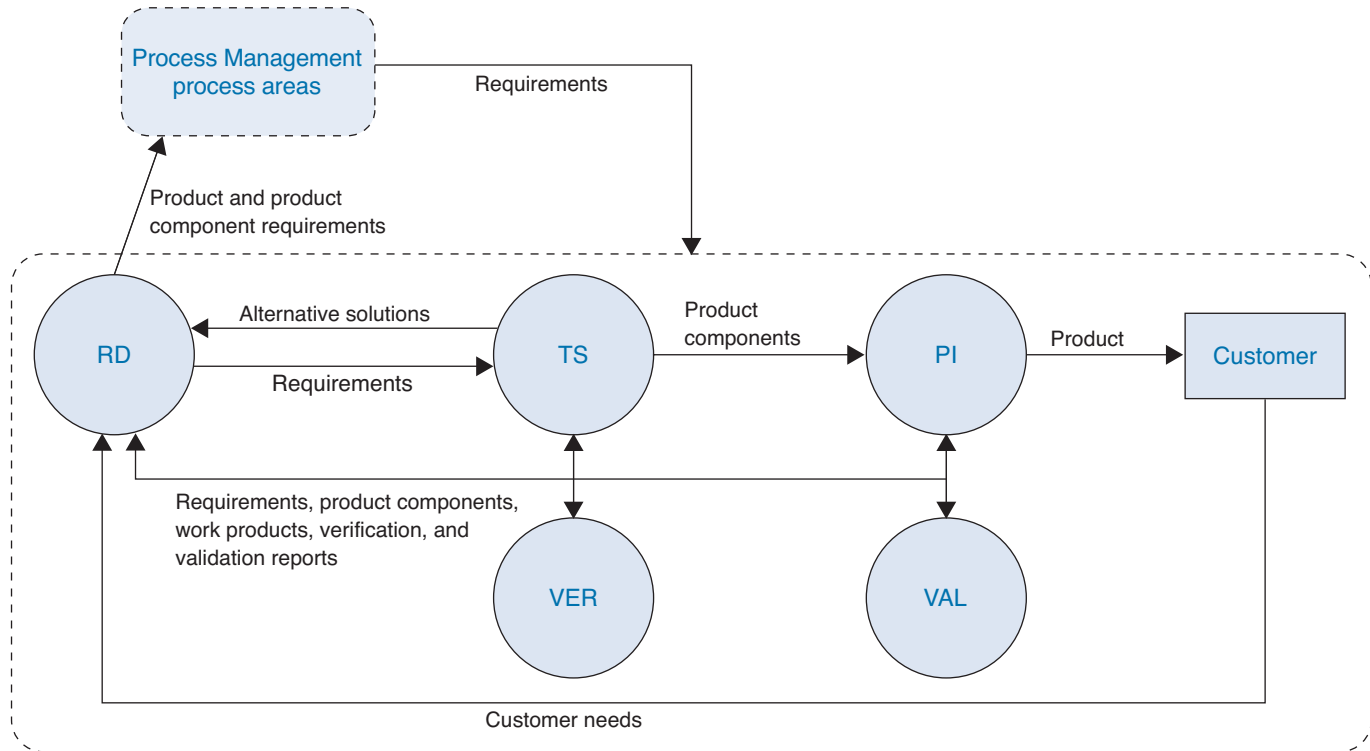 Process Management
process areas
Requirements
Product and product
component requirements
Alternative solutions
Product
components
RD
TS
PI
Product
Customer
Requirements
Requirements, product components,
work products, verification, and
validation reports
VER
VAL
Customer needs